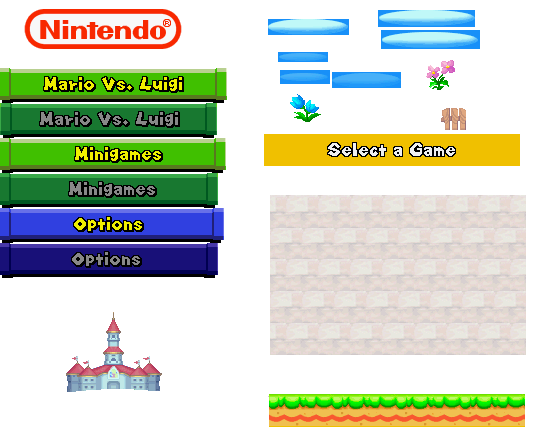 Nintendo®
Mario Vs. Luigi
Mario Vs. Luigi
Minigames
Minigames
Options
Options
Select a Game